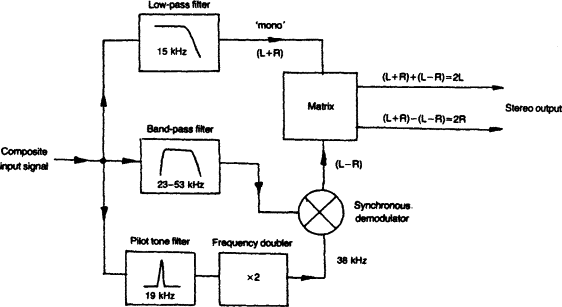 Low-pass filter
15 kHz
'mono'
(L+R)
(L+R)+(L−R)=2L
Matrix
Stereo output
(L+R)−(L−R)=2R
Band-pass filter
23–53 kHz
(L−R)
Composite
input signal
Synchronous
demodulator
Pilot tone filter
19 kHz
Frequency doubler
×2
38 kHz